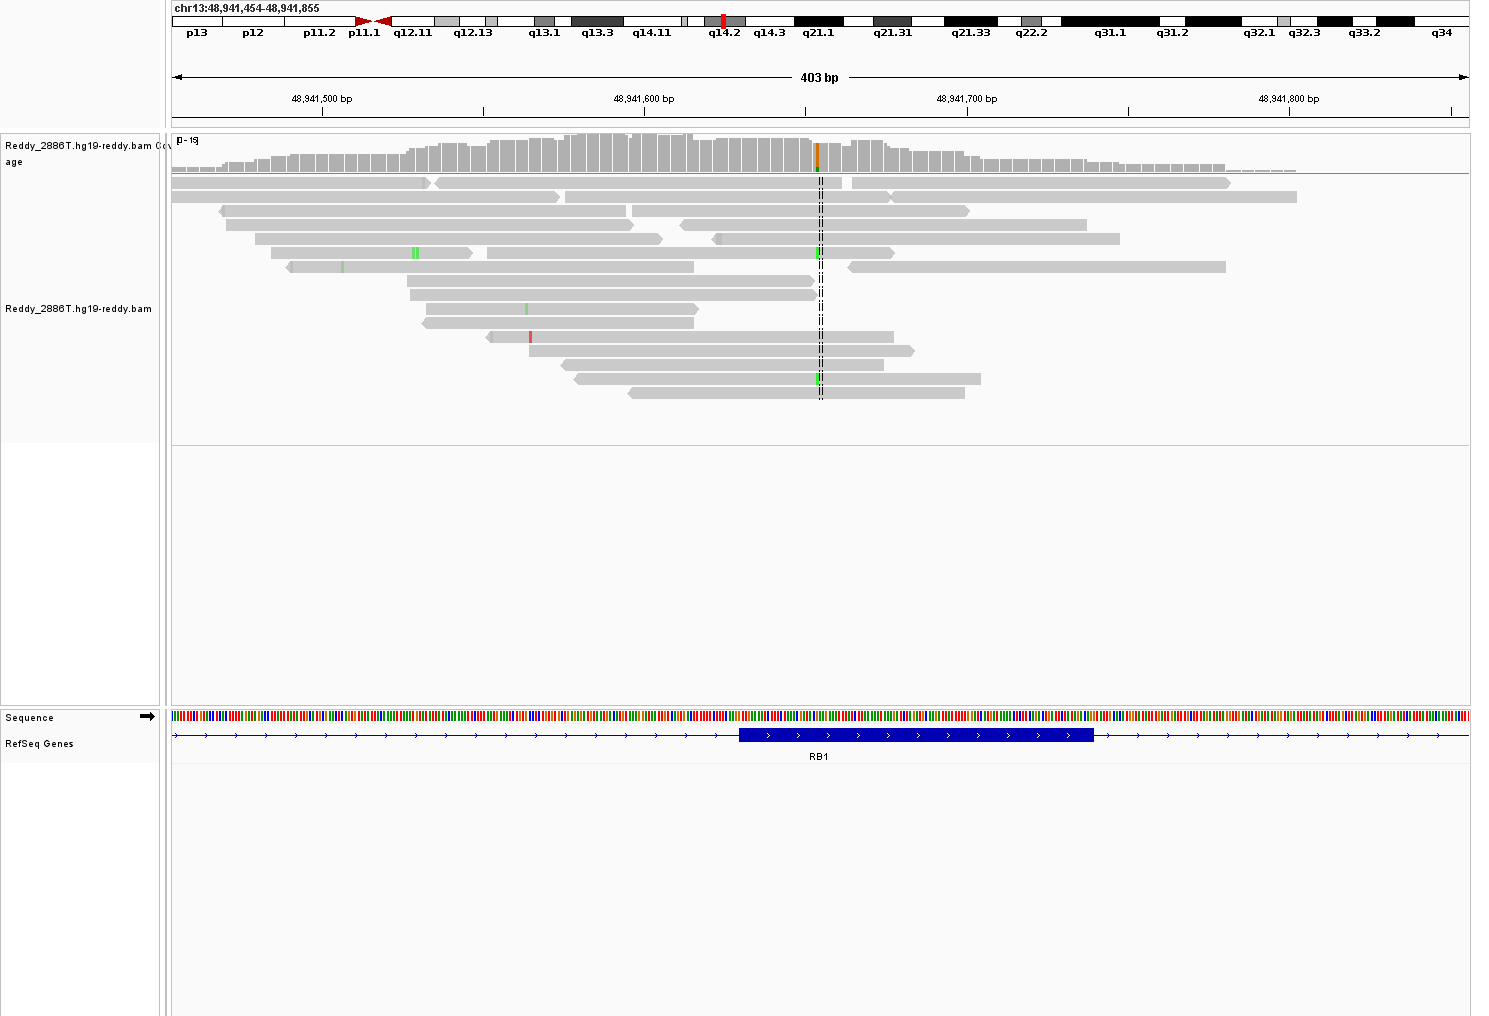 chr13:48,941,454-48,941,855
p13 p12 p11.2 p11.1 q12.11 q12.13 q13.1 q13.3 q14.11 q14.2 q14.3 q21.1 q21.31 q21.33 q22.2 q31.1 q31.2 q32.1 q32.3 q33.2 q34
403 bp
48,941,500 bp 48,941,600 bp 48,941,700 bp 48,941,800 bp
[0 - 19]
Reddy_2886T.hg19-reddy.bam Cov
age
Reddy_2886T.hg19-reddy.bam
Sequence
RefSeq Genes
RB1